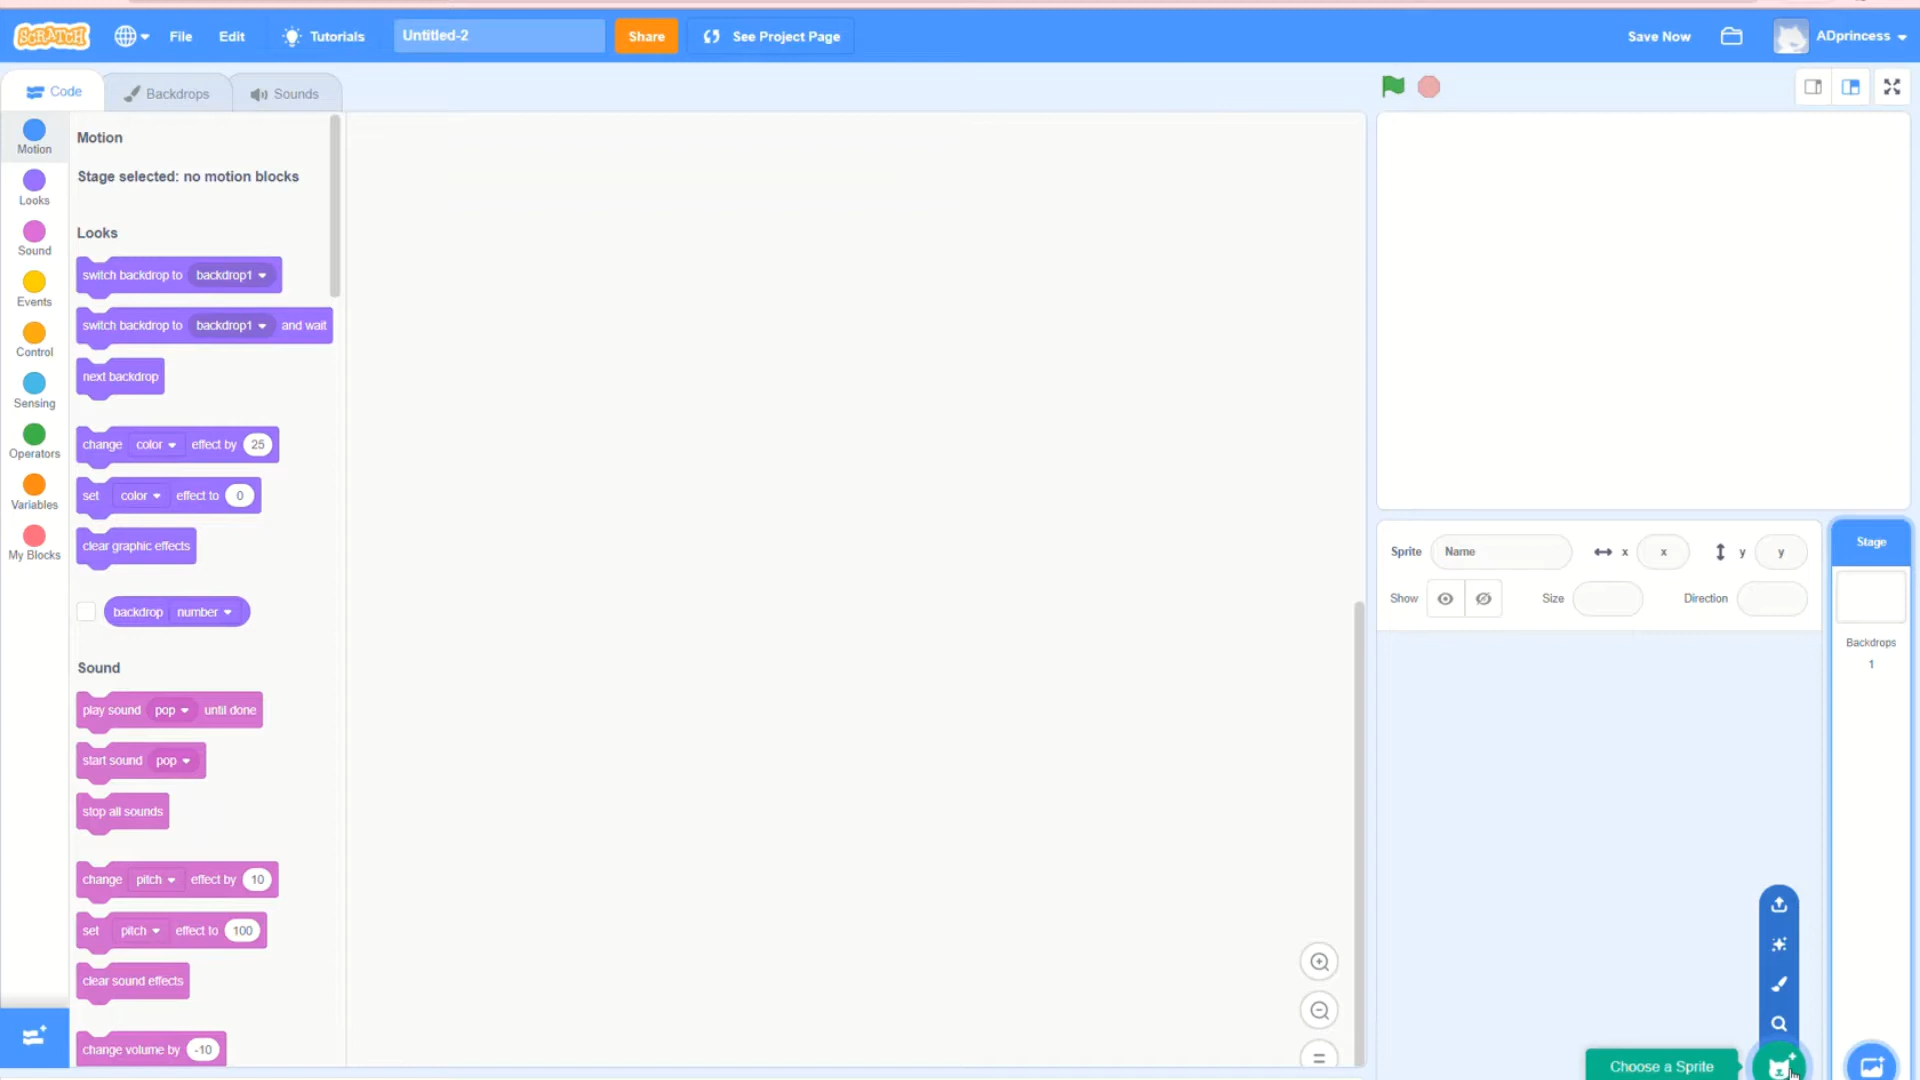 SCRATCH File Edit Tutorials Untitled-2 Share See Project Page Save Now ADprincess
Code Backdrops Sounds
Motion
Looks
Sound
Events
Control
Sensing
Operators
Variables
My Blocks
Motion
Stage selected: no motion blocks
Looks
switch backdrop to backdrop1
switch backdrop to backdrop1 and wait
next backdrop
change color effect by 25
set color effect to 0
clear graphic effects
backdrop number
Sound
play sound pop until done
start sound pop
stop all sounds
change pitch effect by 10
set pitch effect to 100
clear sound effects
change volume by -10
Sprite Name x x y y
Show Size Direction
Stage
Backdrops
1
Choose a Sprite